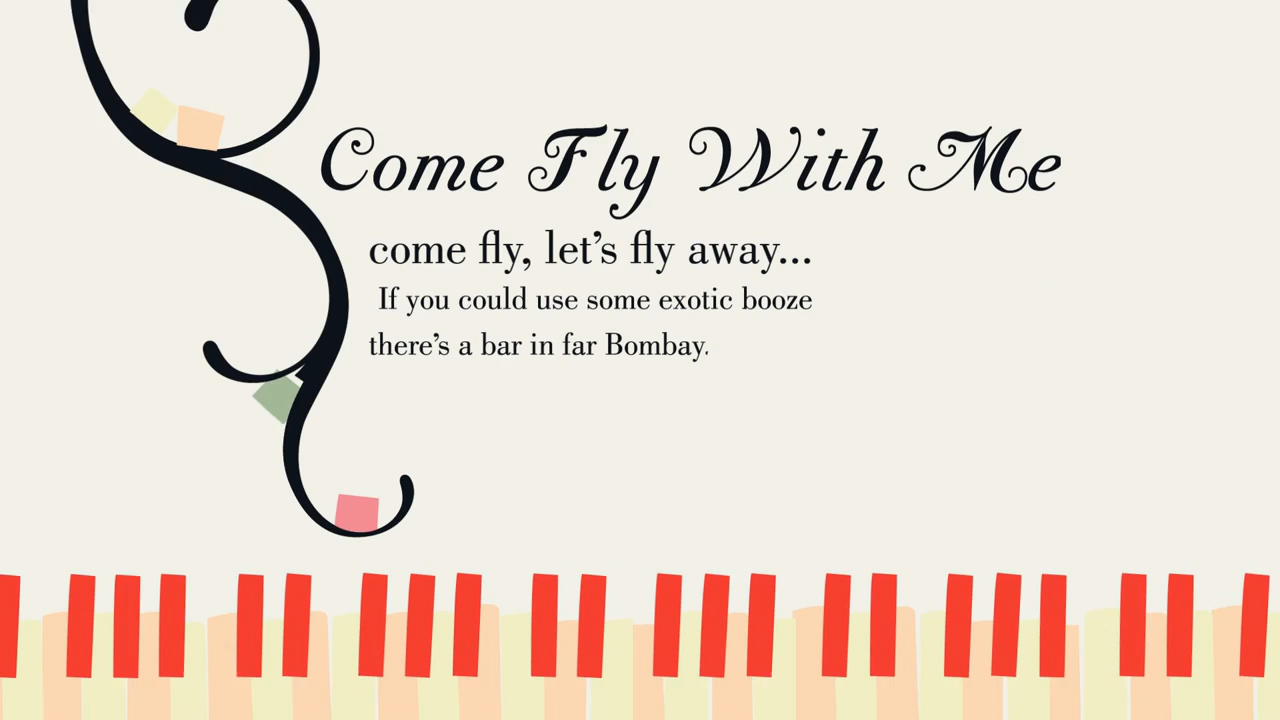 Come Fly With Me
come fly, let’s fly away...
If you could use some exotic booze
there’s a bar in far Bombay.